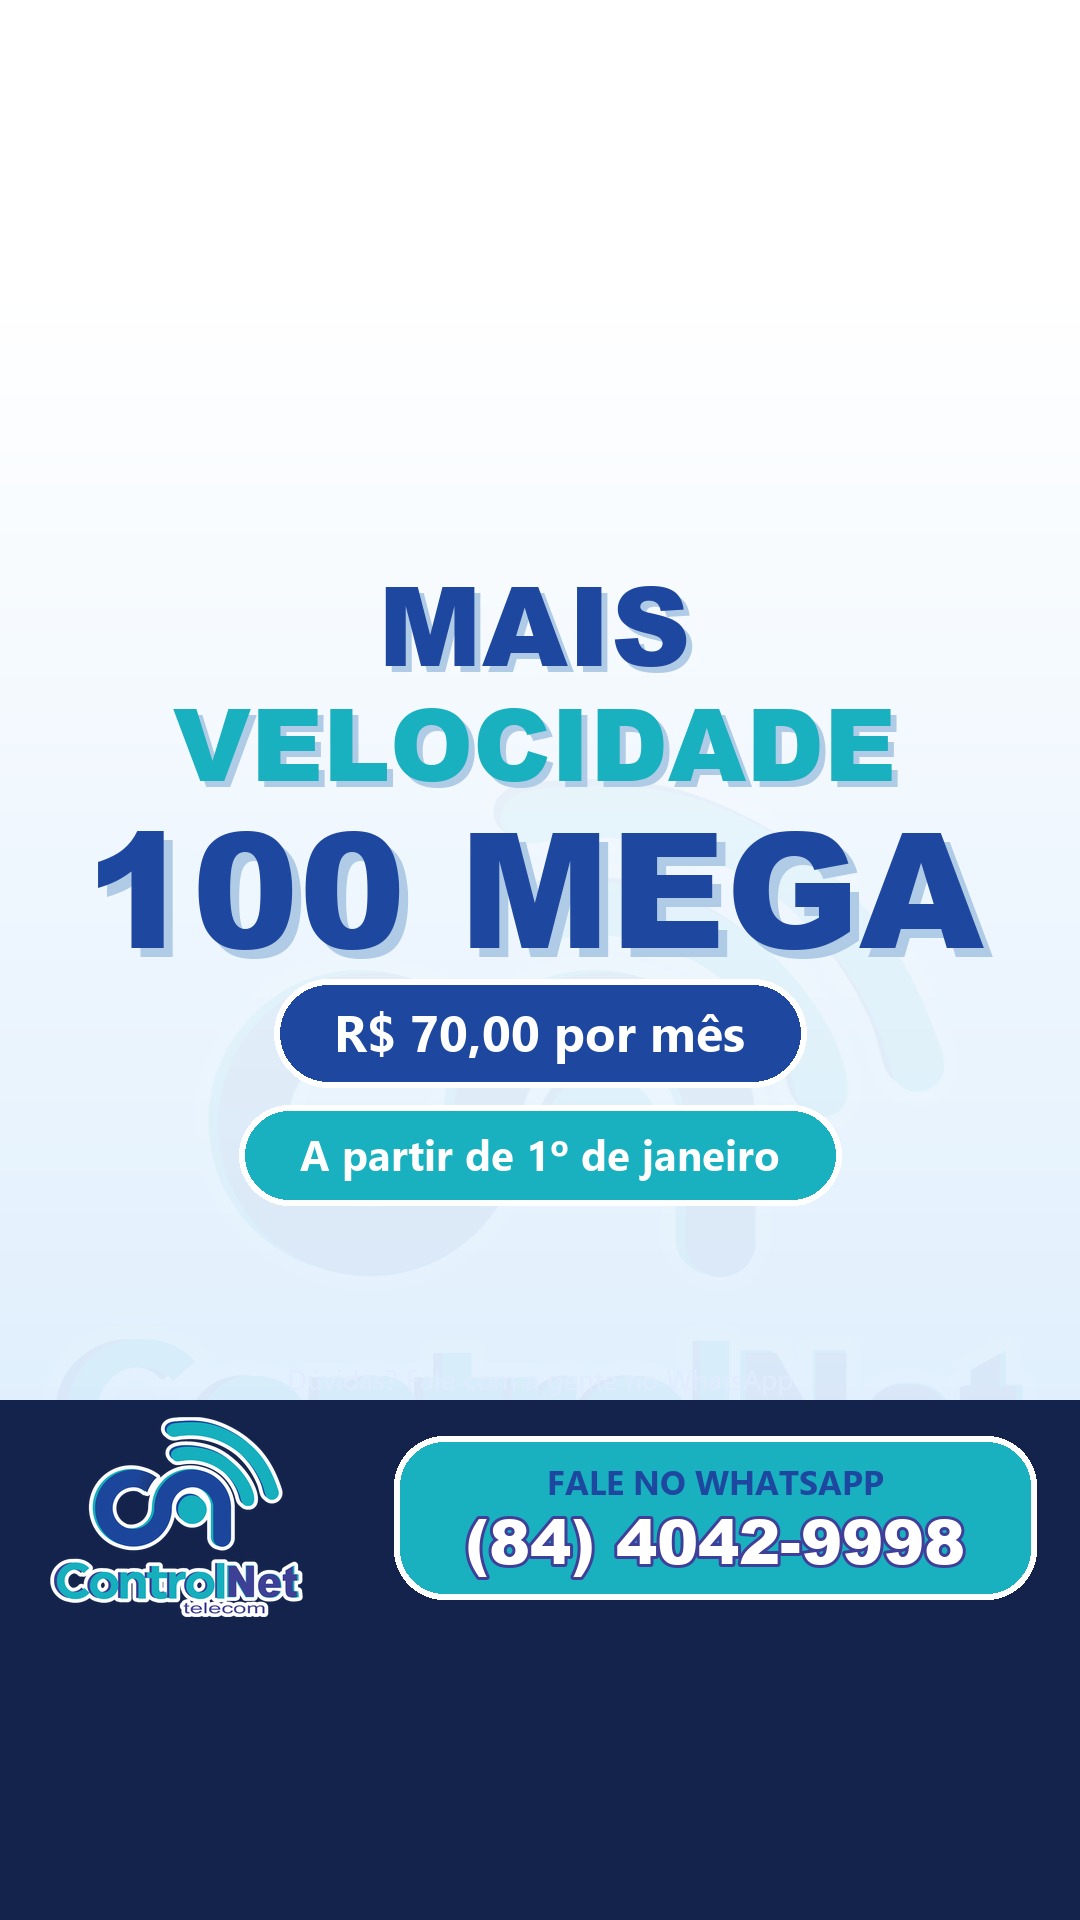 MAIS
VELOCIDADE
100 MEGA
R$ 70,00 por mês
A partir de 1º de janeiro
ControlNet
FALE NO WHATSAPP
(84) 4042-9998
ControlNet
telecom